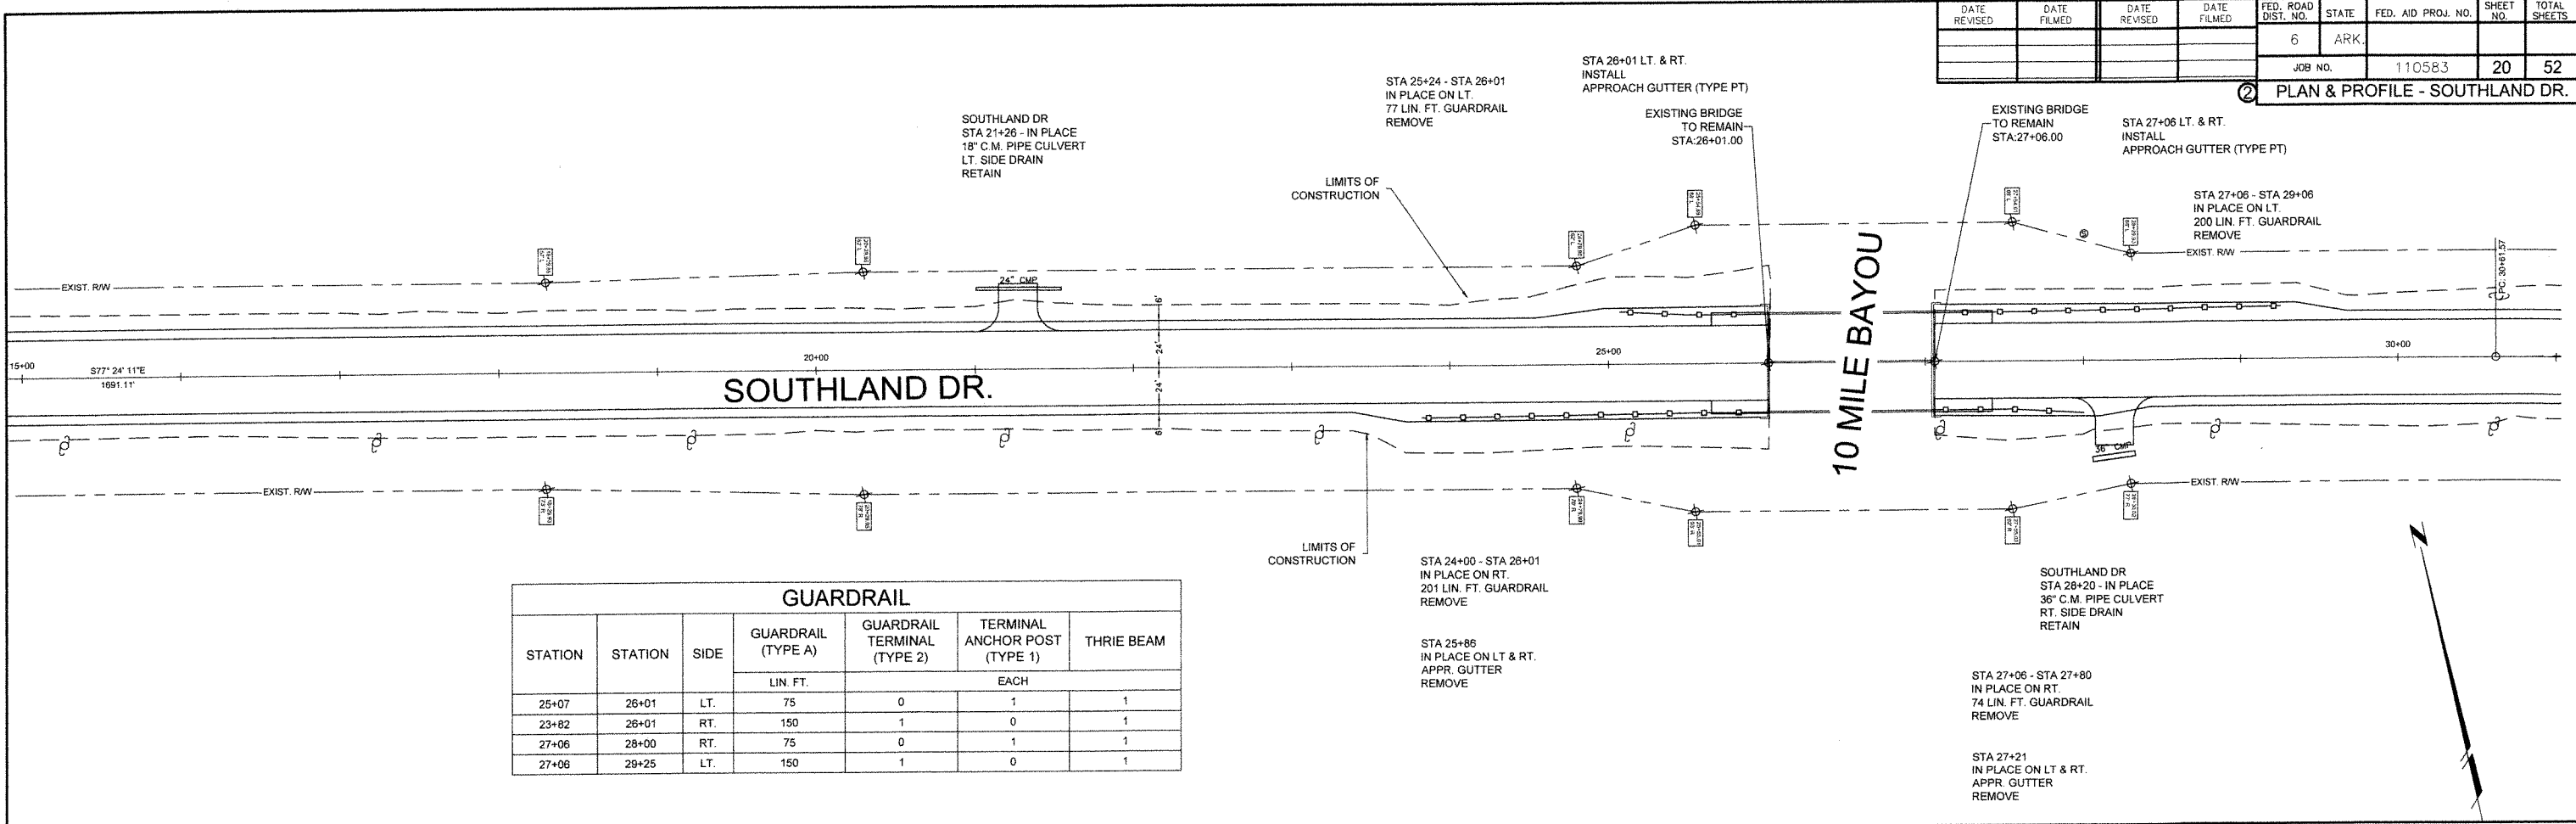 DATE REVISED
DATE FILMED
DATE REVISED
DATE FILMED
FED. ROAD DIST. NO.
STATE
FED. AID PROJ. NO.
SHEET NO.
TOTAL SHEETS
6
ARK.
JOB NO.
110583
20
52
② PLAN & PROFILE - SOUTHLAND DR.
SOUTHLAND DR
STA 21+26 - IN PLACE
18" C.M. PIPE CULVERT
LT. SIDE DRAIN
RETAIN
STA 25+24 - STA 26+01
IN PLACE ON LT.
77 LIN. FT. GUARDRAIL
REMOVE
STA 26+01 LT. & RT.
INSTALL
APPROACH GUTTER (TYPE PT)
EXISTING BRIDGE
TO REMAIN
STA:26+01.00
EXISTING BRIDGE
TO REMAIN
STA:27+06.00
STA 27+06 LT. & RT.
INSTALL
APPROACH GUTTER (TYPE PT)
STA 27+06 - STA 29+06
IN PLACE ON LT.
200 LIN. FT. GUARDRAIL
REMOVE
LIMITS OF
CONSTRUCTION
EXIST. R/W
EXIST. R/W
24" CMP
6'
24'
24'
6'
15+00
S77° 24' 11"E
1691.11'
20+00
25+00
30+00
PC: 30+61.57
SOUTHLAND DR.
10 MILE BAYOU
36" CMP
EXIST. R/W
EXIST. R/W
LIMITS OF
CONSTRUCTION
STA 24+00 - STA 26+01
IN PLACE ON RT.
201 LIN. FT. GUARDRAIL
REMOVE
STA 25+86
IN PLACE ON LT & RT.
APPR. GUTTER
REMOVE
SOUTHLAND DR
STA 28+20 - IN PLACE
36" C.M. PIPE CULVERT
RT. SIDE DRAIN
RETAIN
STA 27+06 - STA 27+80
IN PLACE ON RT.
74 LIN. FT. GUARDRAIL
REMOVE
STA 27+21
IN PLACE ON LT & RT.
APPR. GUTTER
REMOVE
GUARDRAIL
STATION STATION SIDE GUARDRAIL (TYPE A) GUARDRAIL TERMINAL (TYPE 2) TERMINAL ANCHOR POST (TYPE 1) THRIE BEAM
LIN. FT. EACH
25+07 26+01 LT. 75 0 1 1
23+82 26+01 RT. 150 1 0 1
27+06 28+00 RT. 75 0 1 1
27+06 29+25 LT. 150 1 0 1